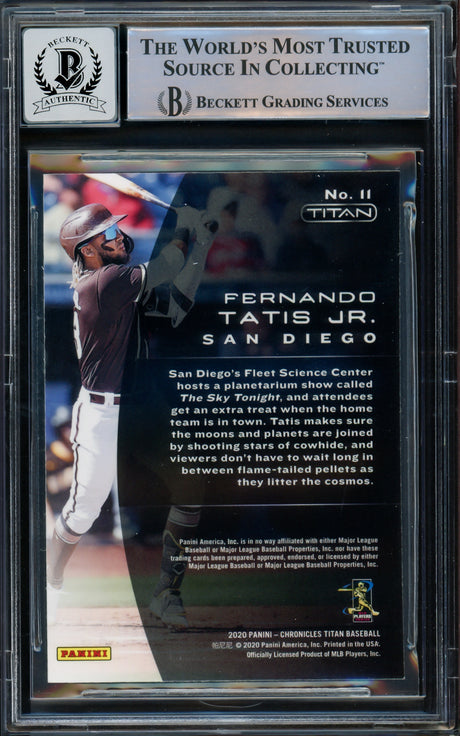 BECKETT
B
AUTHENTIC
THE WORLD'S MOST TRUSTED
SOURCE IN COLLECTING™
B BECKETT GRADING SERVICES
No. 11
TITAN
FERNANDO
TATIS JR.
SAN DIEGO
San Diego's Fleet Science Center
hosts a planetarium show called
The Sky Tonight, and attendees
get an extra treat when the home
team is in town. Tatis makes sure
the moons and planets are joined
by shooting stars of cowhide, and
viewers don't have to wait long in
between flame-tailed pellets as
they litter the cosmos.
Panini America, Inc. is in no way affiliated with either Major League
Baseball or Major League Baseball Properties, Inc. nor have these
trading cards been prepared, approved, endorsed, or licensed by either
Major League Baseball or Major League Baseball Properties, Inc.
PLAYERS
2020 PANINI – CHRONICLES TITAN BASEBALL
帕尼尼 © 2020 Panini America, Inc. Printed in the USA.
Officially Licensed Product of MLB Players, Inc.
PANINI